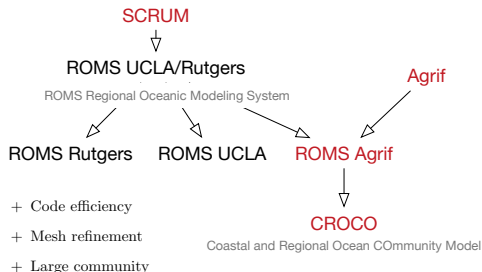 SCRUM
ROMS UCLA/Rutgers
ROMS Regional Oceanic Modeling System
Agrif
ROMS Rutgers
ROMS UCLA
ROMS Agrif
+ Code efficiency
+ Mesh refinement
+ Large community
CROCO
Coastal and Regional Ocean COmmunity Model